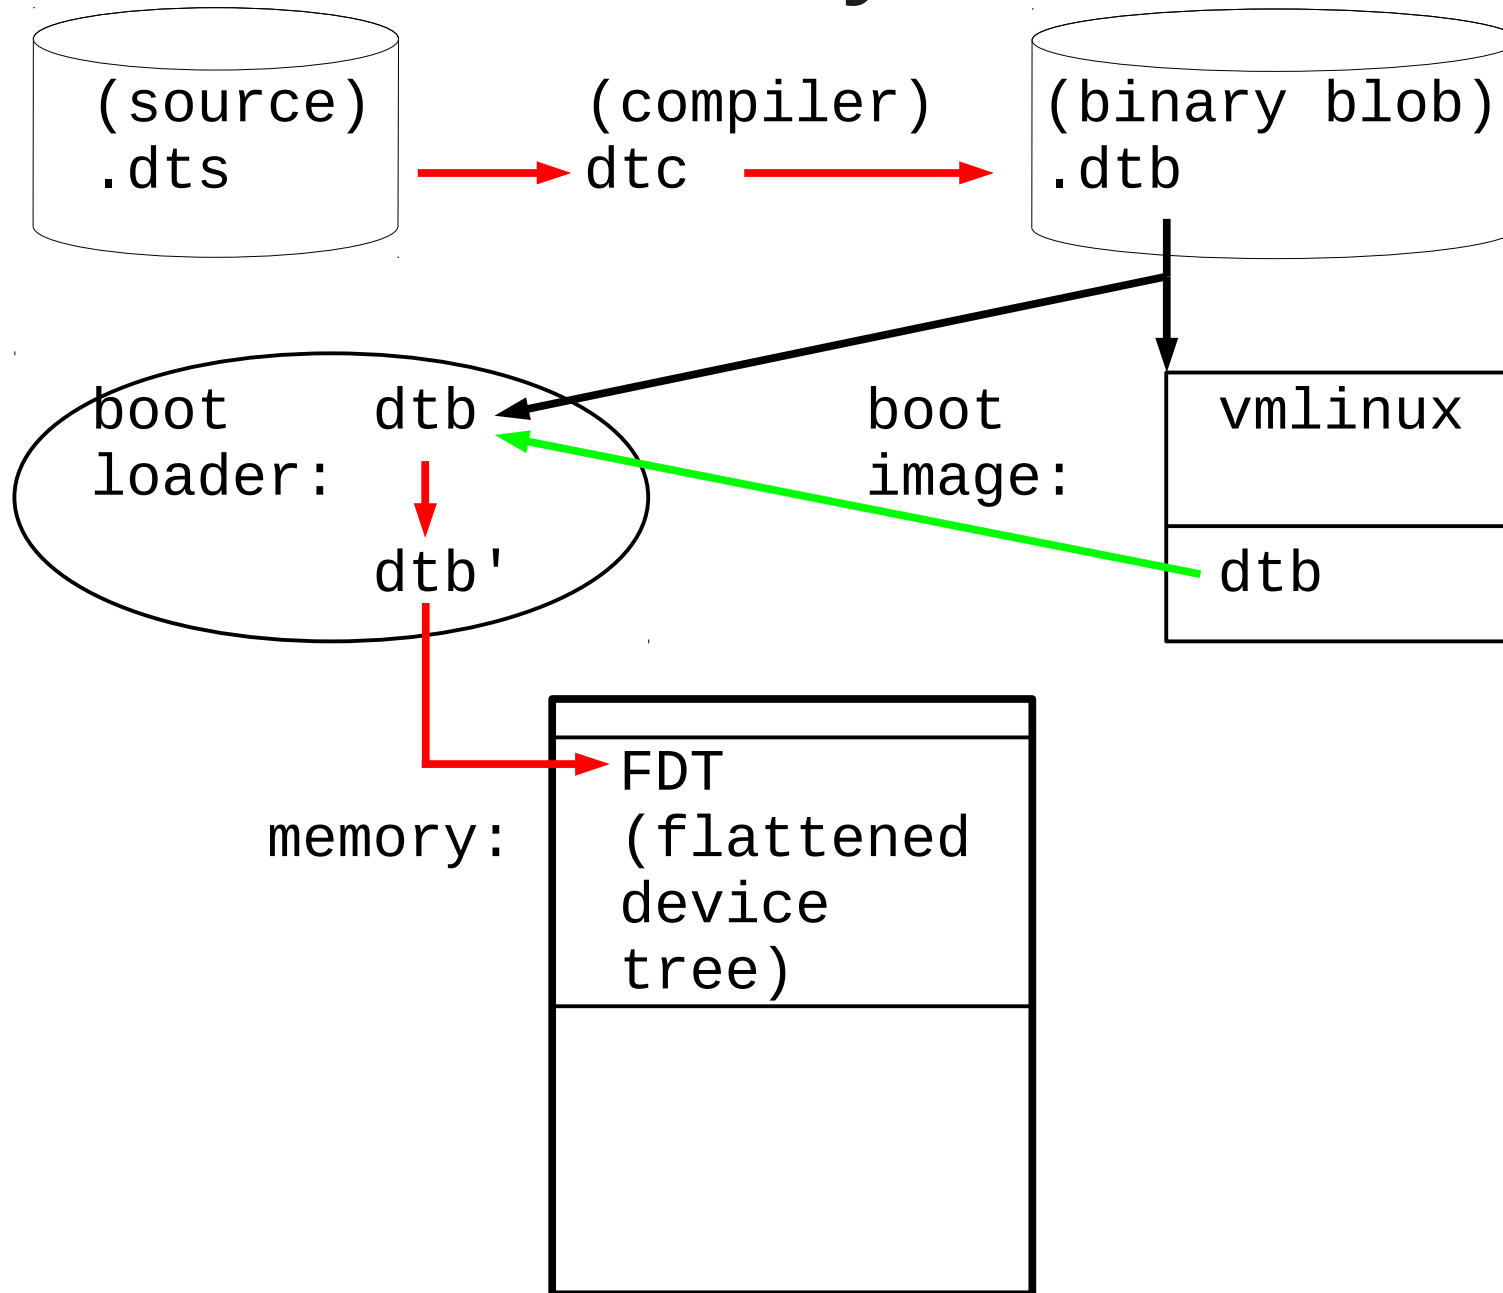 (source)
.dts
(compiler)
dtc
(binary blob)
.dtb
boot
loader:
dtb
dtb'
boot
image:
vmlinux
dtb
memory:
FDT
(flattened
device
tree)